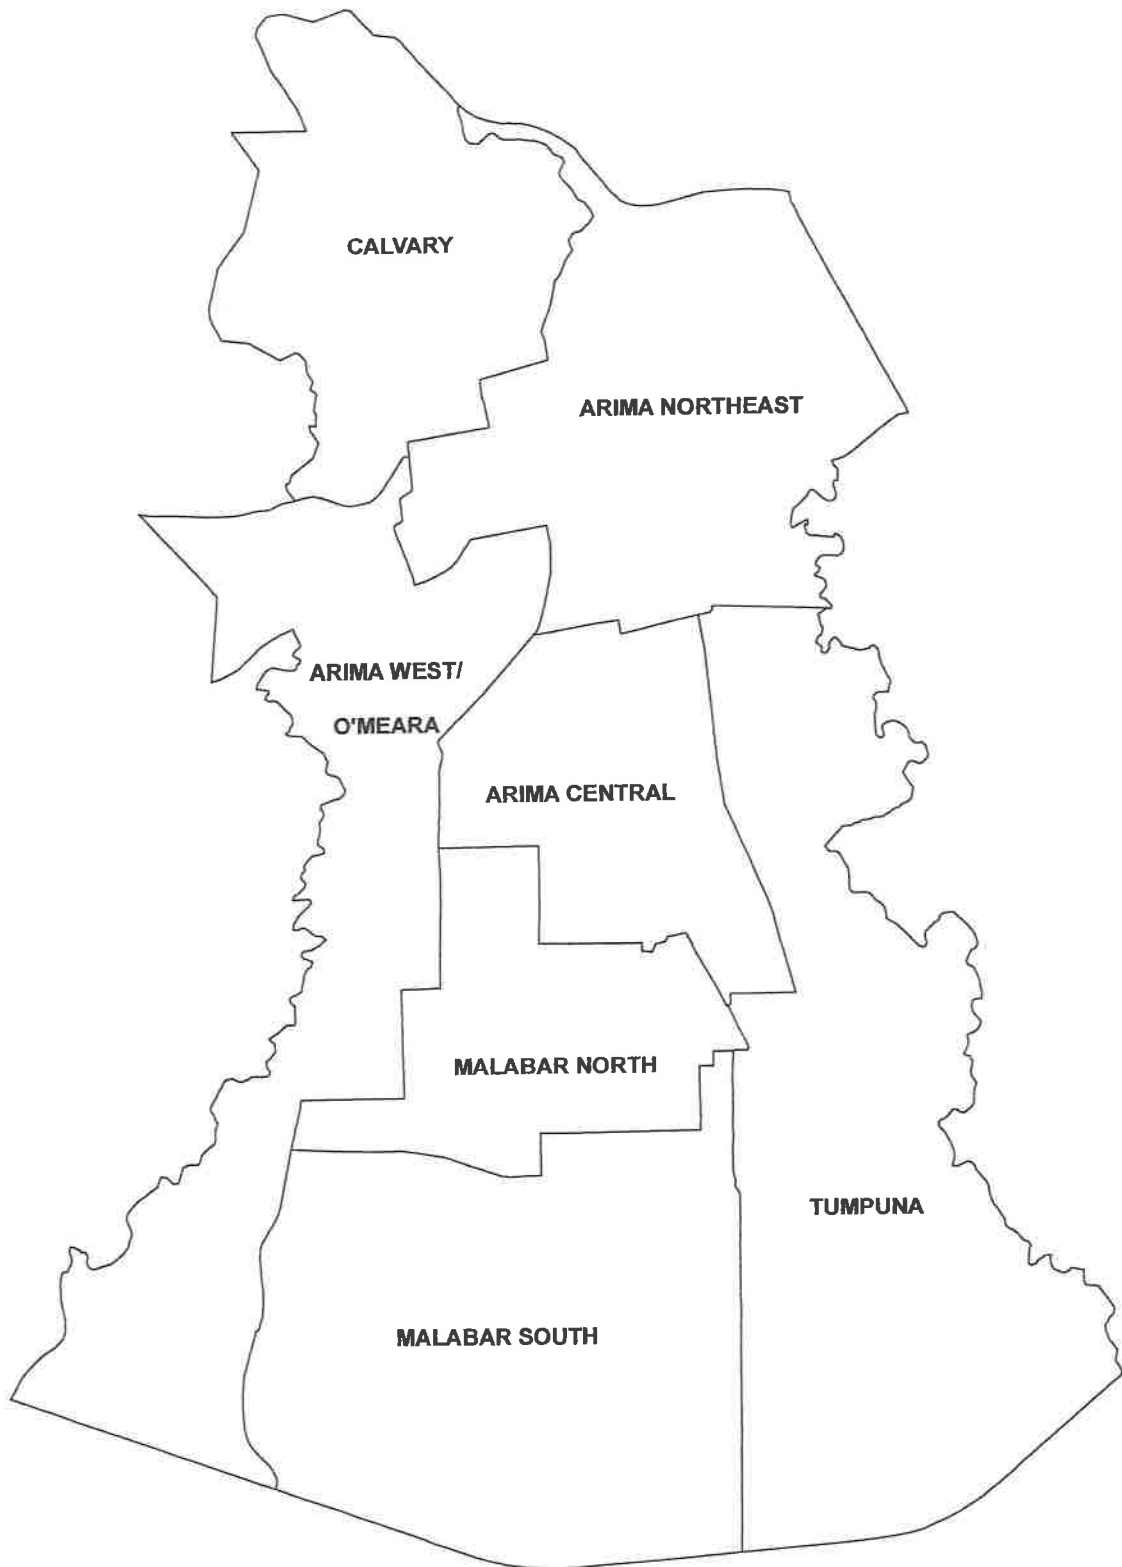 CALVARY
ARIMA NORTHEAST
ARIMA WEST/
O'MEARA
ARIMA CENTRAL
MALABAR NORTH
TUMPUNA
MALABAR SOUTH